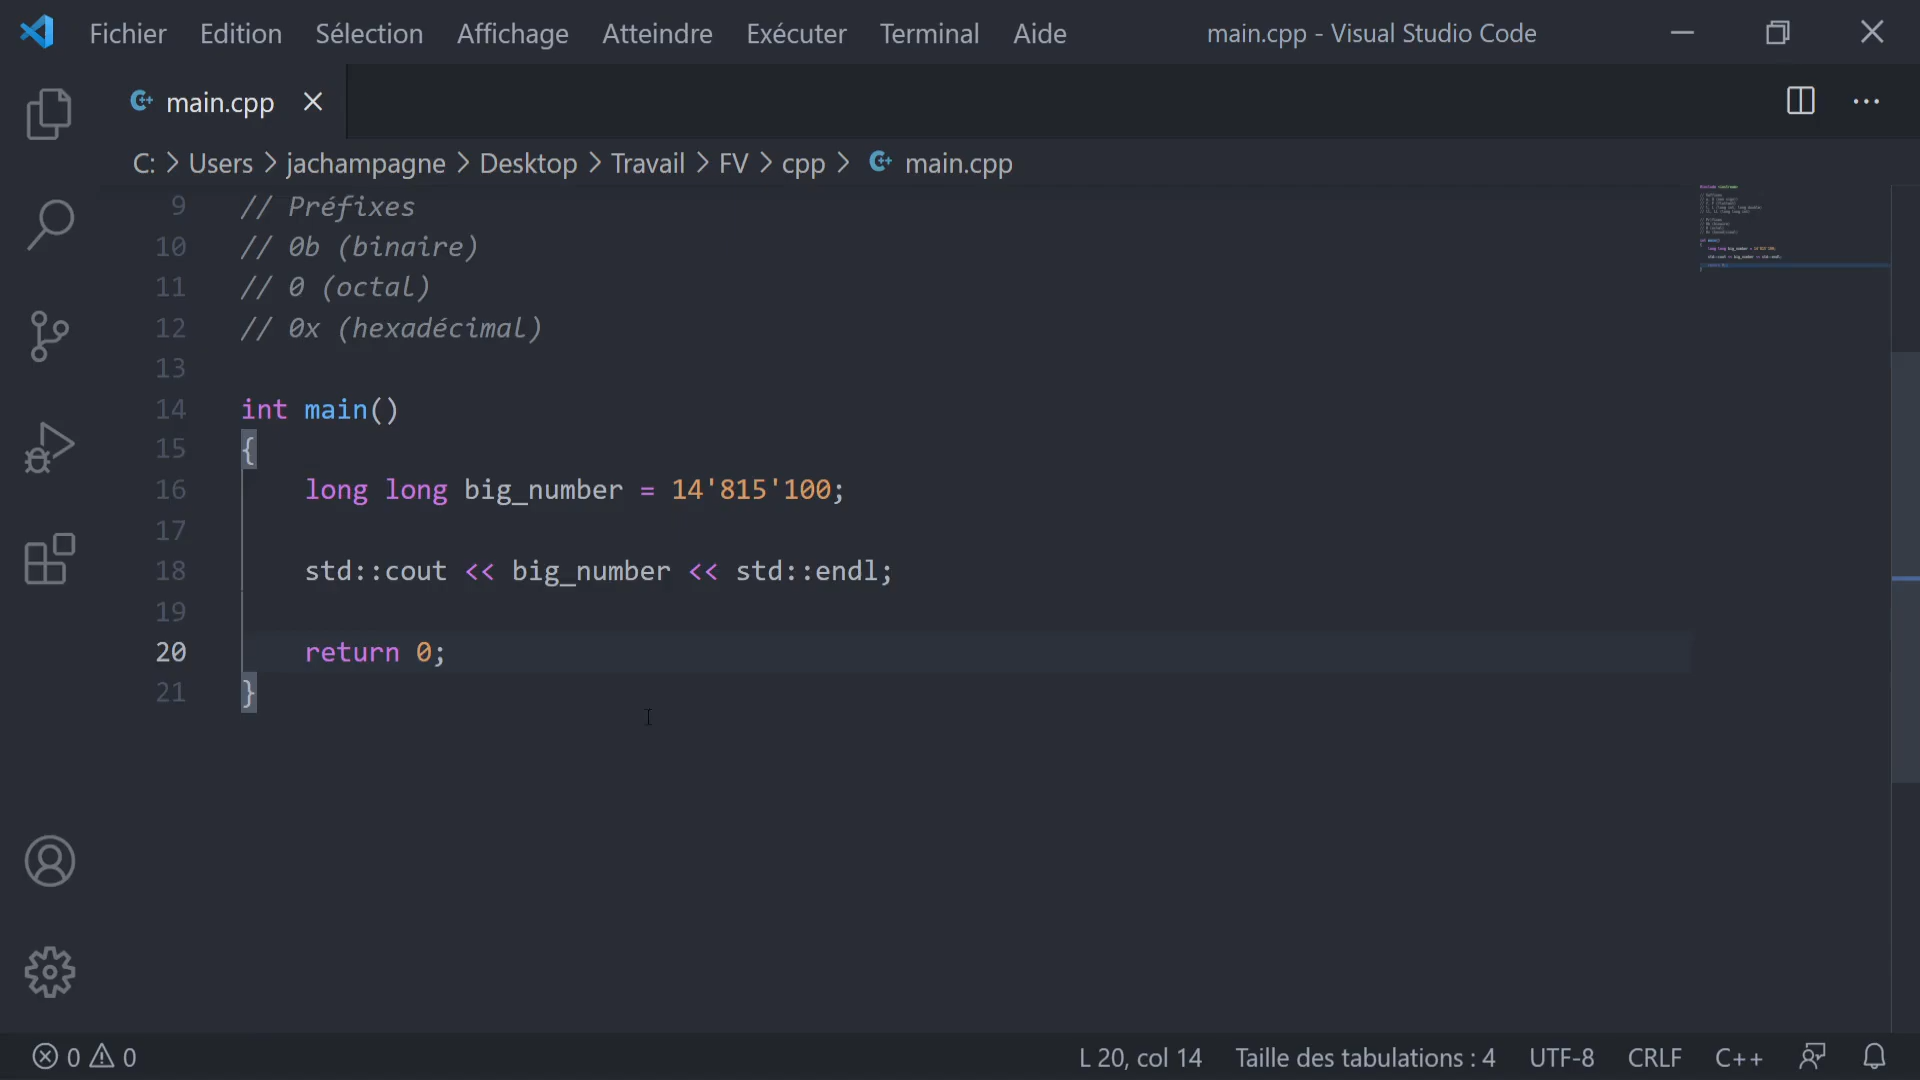 Fichier Edition Sélection Affichage Atteindre Exécuter Terminal Aide main.cpp - Visual Studio Code
main.cpp
C: > Users > jachampagne > Desktop > Travail > FV > cpp > main.cpp
9 // Préfixes
10 // 0b (binaire)
11 // 0 (octal)
12 // 0x (hexadécimal)
13
14 int main()
15 {
16 long long big_number = 14'815'100;
17
18 std::cout << big_number << std::endl;
19
20 return 0;
21 }
0 0 L 20, col 14 Taille des tabulations : 4 UTF-8 CRLF C++